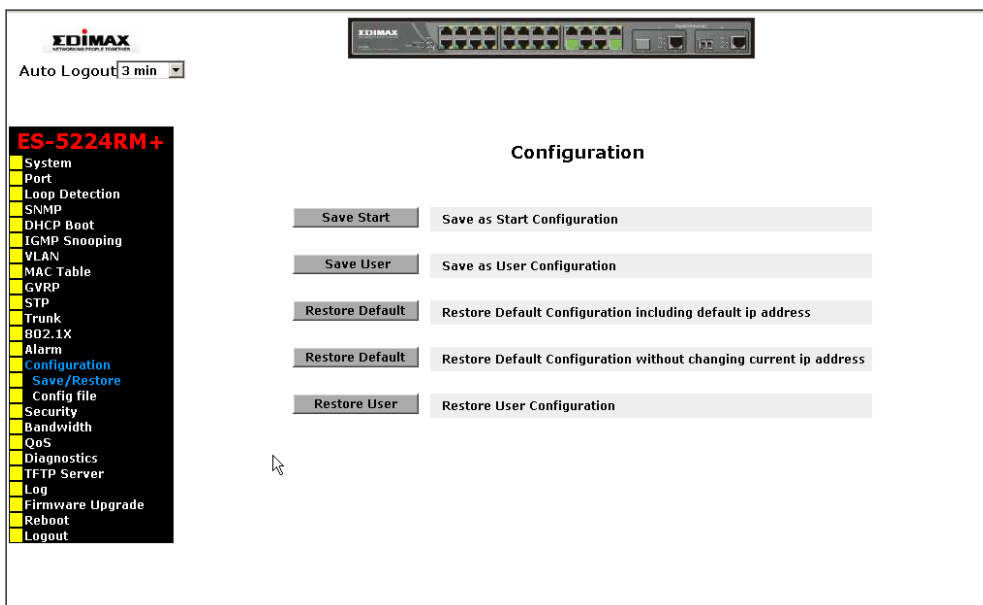 EDIMAX
NETWORKING PEOPLE TOGETHER
EDIMAX
Auto Logout 3 min
ES-5224RM+
System
Port
Loop Detection
SNMP
DHCP Boot
IGMP Snooping
VLAN
MAC Table
GVRP
STP
Trunk
802.1X
Alarm
Configuration
Save/Restore
Config file
Security
Bandwidth
QoS
Diagnostics
TFTP Server
Log
Firmware Upgrade
Reboot
Logout
Configuration
Save Start Save as Start Configuration
Save User Save as User Configuration
Restore Default Restore Default Configuration including default ip address
Restore Default Restore Default Configuration without changing current ip address
Restore User Restore User Configuration